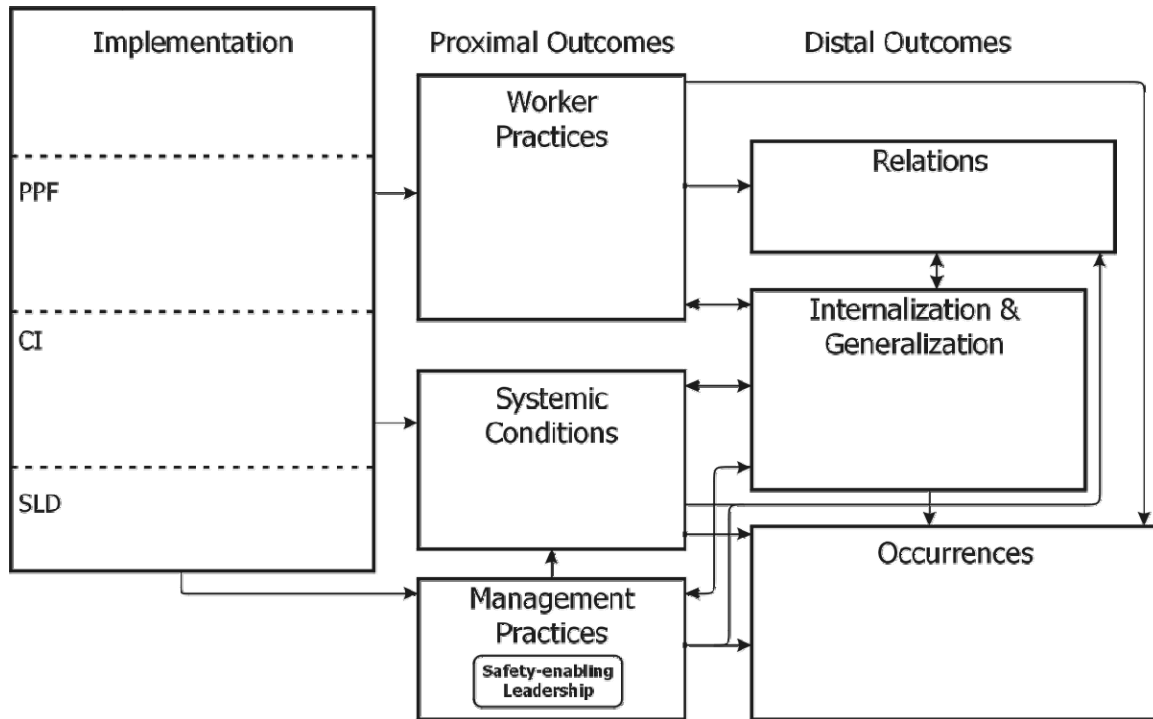 Implementation
PPF
CI
SLD
Proximal Outcomes
Worker
Practices
Systemic
Conditions
Management
Practices
Safety-enabling
Leadership
Distal Outcomes
Relations
Internalization &
Generalization
Occurrences